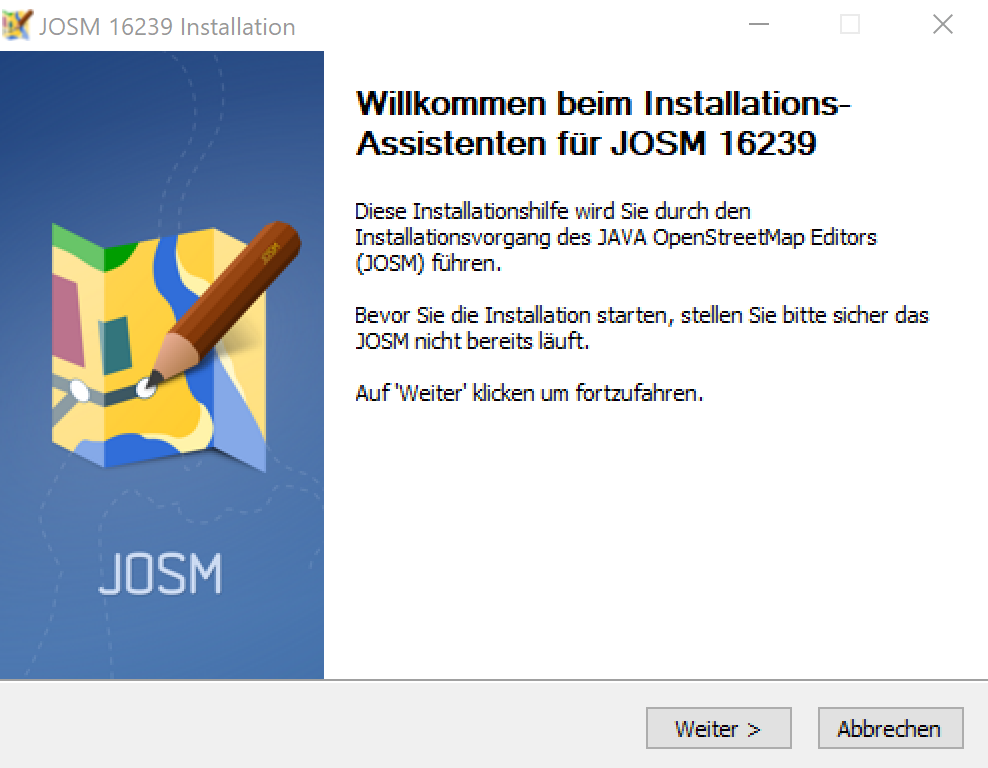 JOSM 16239 Installation
Willkommen beim Installations-
Assistenten für JOSM 16239
Diese Installationshilfe wird Sie durch den
Installationsvorgang des JAVA OpenStreetMap Editors
(JOSM) führen.
Bevor Sie die Installation starten, stellen Sie bitte sicher das
JOSM nicht bereits läuft.
Auf 'Weiter' klicken um fortzufahren.
JOSM
JOSM
Weiter >
Abbrechen